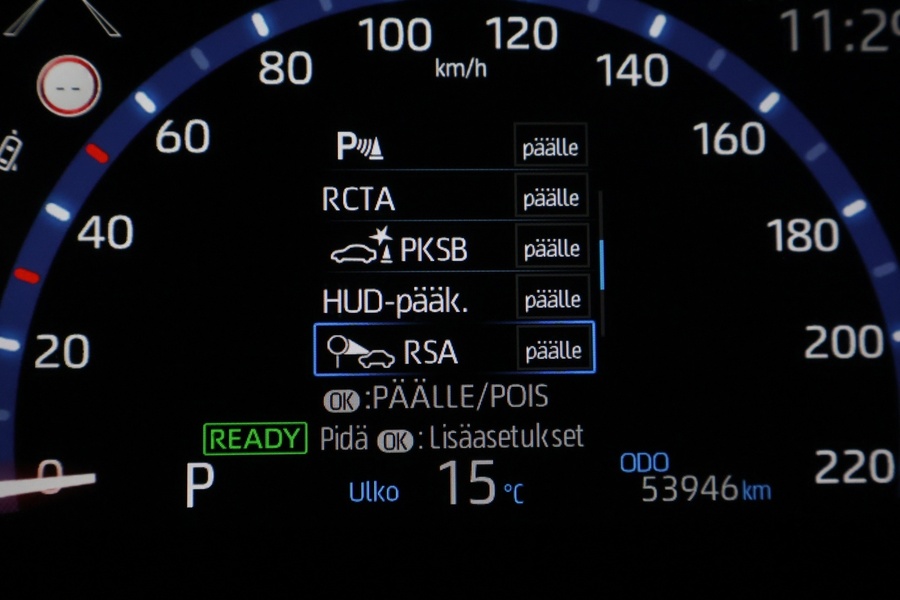 100 120
11:29
80 km/h 140
--
60 160
P päälle
RCTA päälle
40 180
PKSB päälle
HUD-pääk. päälle
20 200
RSA päälle
OK:PÄÄLLE/POIS
READY Pidä OK: Lisäasetukset
0 220
P Ulko 15 °C
ODO
53946 km